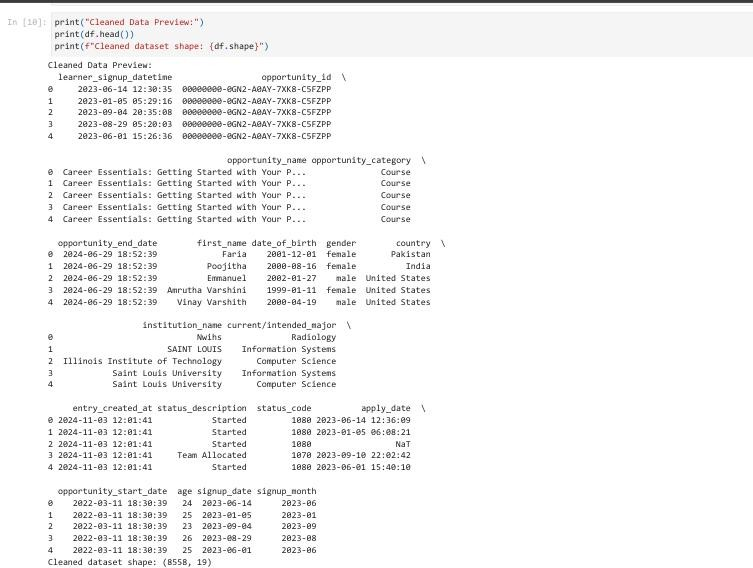 In [10]: print("Cleaned Data Preview:")
print(df.head())
print(f"Cleaned dataset shape: {df.shape}")
Cleaned Data Preview:
learner_signup_datetime opportunity_id \
0 2023-06-14 12:30:35 00000000-0GN2-A0AY-7XK8-C5FZPP
1 2023-01-05 05:29:16 00000000-0GN2-A0AY-7XK8-C5FZPP
2 2023-09-04 20:35:08 00000000-0GN2-A0AY-7XK8-C5FZPP
3 2023-08-29 05:20:03 00000000-0GN2-A0AY-7XK8-C5FZPP
4 2023-06-01 15:26:36 00000000-0GN2-A0AY-7XK8-C5FZPP
opportunity_name opportunity_category \
0 Career Essentials: Getting Started with Your P... Course
1 Career Essentials: Getting Started with Your P... Course
2 Career Essentials: Getting Started with Your P... Course
3 Career Essentials: Getting Started with Your P... Course
4 Career Essentials: Getting Started with Your P... Course
opportunity_end_date first_name date_of_birth gender country \
0 2024-06-29 18:52:39 Faria 2001-12-01 female Pakistan
1 2024-06-29 18:52:39 Poojitha 2000-08-16 female India
2 2024-06-29 18:52:39 Emmanuel 2002-01-27 male United States
3 2024-06-29 18:52:39 Amrutha Varshini 1999-01-11 female United States
4 2024-06-29 18:52:39 Vinay Varshith 2000-04-19 male United States
institution_name current/intended_major \
0 Nwihs Radiology
1 SAINT LOUIS Information Systems
2 Illinois Institute of Technology Computer Science
3 Saint Louis University Information Systems
4 Saint Louis University Computer Science
entry_created_at status_description status_code apply_date \
0 2024-11-03 12:01:41 Started 1080 2023-06-14 12:36:09
1 2024-11-03 12:01:41 Started 1080 2023-01-05 06:08:21
2 2024-11-03 12:01:41 Started 1080 NaT
3 2024-11-03 12:01:41 Team Allocated 1070 2023-09-10 22:02:42
4 2024-11-03 12:01:41 Started 1080 2023-06-01 15:40:10
opportunity_start_date age signup_date signup_month
0 2022-03-11 18:30:39 24 2023-06-14 2023-06
1 2022-03-11 18:30:39 25 2023-01-05 2023-01
2 2022-03-11 18:30:39 23 2023-09-04 2023-09
3 2022-03-11 18:30:39 26 2023-08-29 2023-08
4 2022-03-11 18:30:39 25 2023-06-01 2023-06
Cleaned dataset shape: (8558, 19)